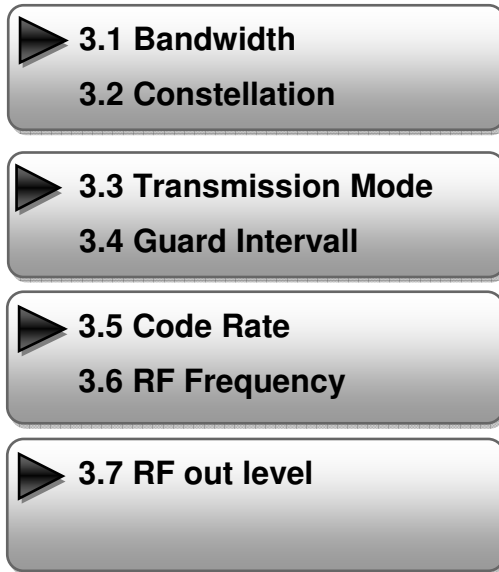 3.1 Bandwidth
3.2 Constellation
3.3 Transmission Mode
3.4 Guard Intervall
3.5 Code Rate
3.6 RF Frequency
3.7 RF out level